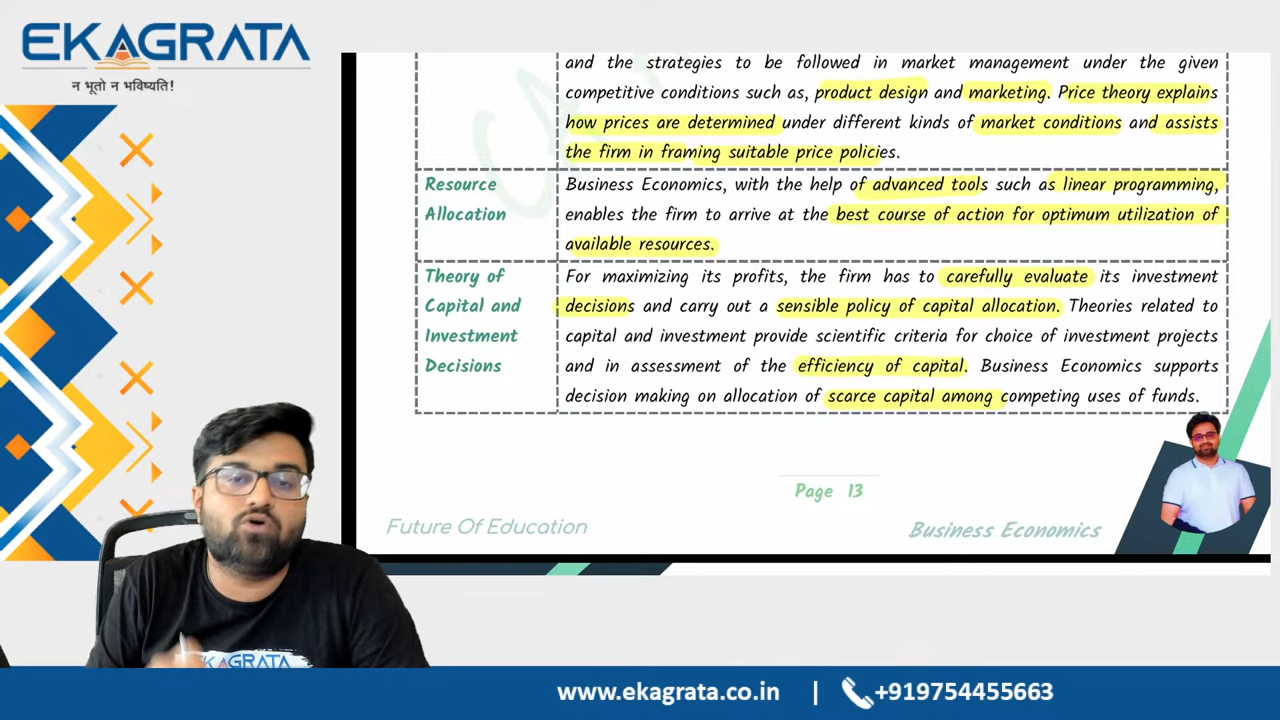 EKAGRATA
न भूतो न भविष्यति!
and the strategies to be followed in market management under the given
competitive conditions such as, product design and marketing. Price theory explains
how prices are determined under different kinds of market conditions and assists
the firm in framing suitable price policies.
Resource
Allocation
Business Economics, with the help of advanced tools such as linear programming,
enables the firm to arrive at the best course of action for optimum utilization of
available resources.
Theory of
Capital and
Investment
Decisions
For maximizing its profits, the firm has to carefully evaluate its investment
decisions and carry out a sensible policy of capital allocation. Theories related to
capital and investment provide scientific criteria for choice of investment projects
and in assessment of the efficiency of capital. Business Economics supports
decision making on allocation of scarce capital among competing uses of funds.
Page 13
Future Of Education
Business Economics
EKAGRATA
www.ekagrata.co.in | +919754455663